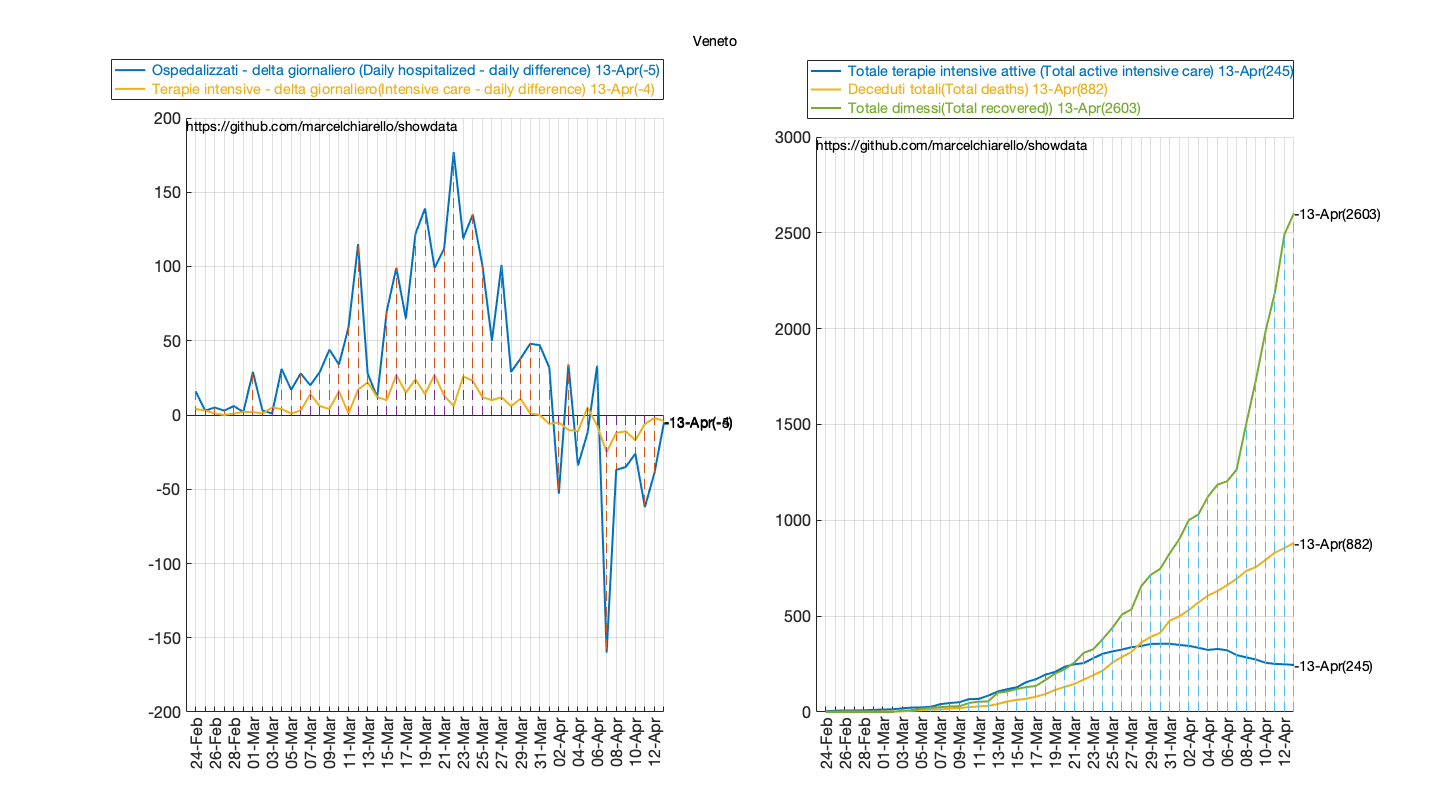 Veneto
Ospedalizzati - delta giornaliero (Daily hospitalized - daily difference) 13-Apr(-5)
Terapie intensive - delta giornaliero(Intensive care - daily difference) 13-Apr(-4)
200
https://github.com/marcelchiarello/showdata
150
100
50
0
-50
-100
-150
-200
24-Feb
26-Feb
28-Feb
01-Mar
03-Mar
05-Mar
07-Mar
09-Mar
11-Mar
13-Mar
15-Mar
17-Mar
19-Mar
21-Mar
23-Mar
25-Mar
27-Mar
29-Mar
31-Mar
02-Apr
04-Apr
06-Apr
08-Apr
10-Apr
12-Apr
Totale terapie intensive attive (Total active intensive care) 13-Apr(245)
Deceduti totali(Total deaths) 13-Apr(882)
Totale dimessi(Total recovered)) 13-Apr(2603)
3000
https://github.com/marcelchiarello/showdata
2500
2000
1500
1000
500
0
-13-Apr(2603)
-13-Apr(882)
-13-Apr(245)
24-Feb
26-Feb
28-Feb
01-Mar
03-Mar
05-Mar
07-Mar
09-Mar
11-Mar
13-Mar
15-Mar
17-Mar
19-Mar
21-Mar
23-Mar
25-Mar
27-Mar
29-Mar
31-Mar
02-Apr
04-Apr
06-Apr
08-Apr
10-Apr
12-Apr